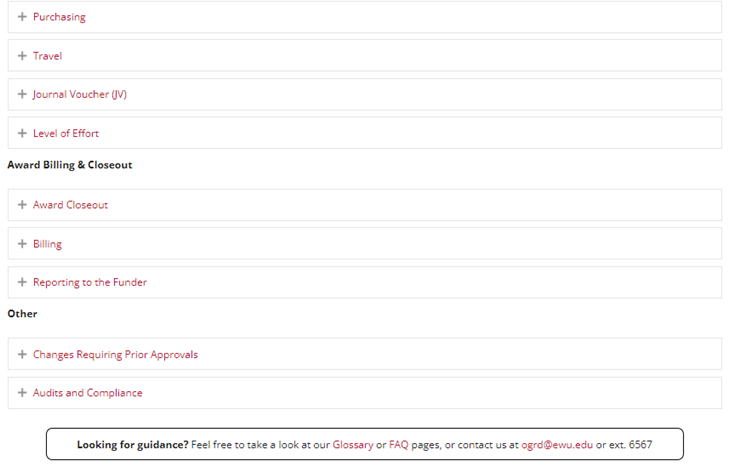 Purchasing
Travel
Journal Voucher (JV)
Level of Effort
Award Billing & Closeout
Award Closeout
Billing
Reporting to the Funder
Other
Changes Requiring Prior Approvals
Audits and Compliance
Looking for guidance? Feel free to take a look at our Glossary or FAQ pages, or contact us at ogrd@ewu.edu or ext. 6567